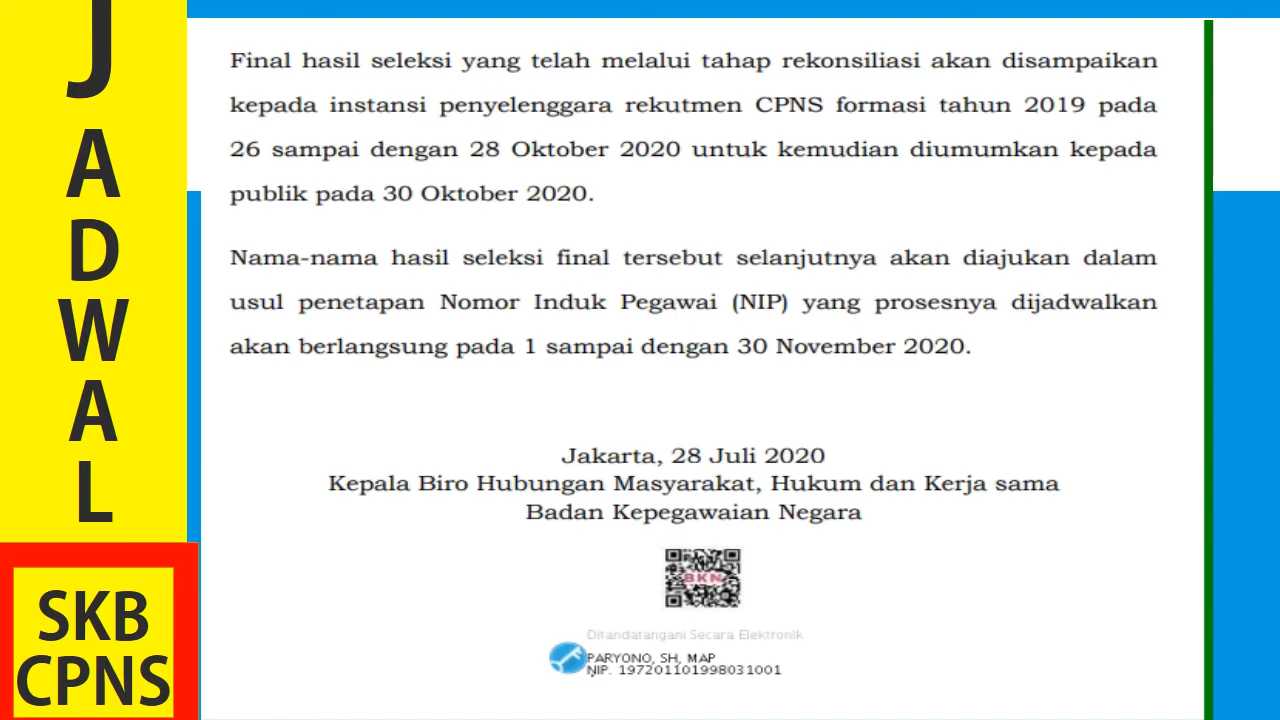 JADWAL
SKB
CPNS
Final hasil seleksi yang telah melalui tahap rekonsiliasi akan disampaikan
kepada instansi penyelenggara rekutmen CPNS formasi tahun 2019 pada
26 sampai dengan 28 Oktober 2020 untuk kemudian diumumkan kepada
publik pada 30 Oktober 2020.
Nama-nama hasil seleksi final tersebut selanjutnya akan diajukan dalam
usul penetapan Nomor Induk Pegawai (NIP) yang prosesnya dijadwalkan
akan berlangsung pada 1 sampai dengan 30 November 2020.
Jakarta, 28 Juli 2020
Kepala Biro Hubungan Masyarakat, Hukum dan Kerja sama
Badan Kepegawaian Negara
BKN
Ditandatangani Secara Elektronik
PARYONO, SH, MAP
NIP. 197201101998031001